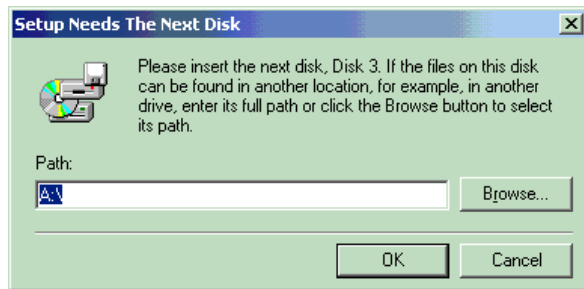 Setup Needs The Next Disk
Please insert the next disk, Disk 3. If the files on this disk
can be found in another location, for example, in another
drive, enter its full path or click the Browse button to select
its path.
Path:
A:\
Browse...
OK
Cancel